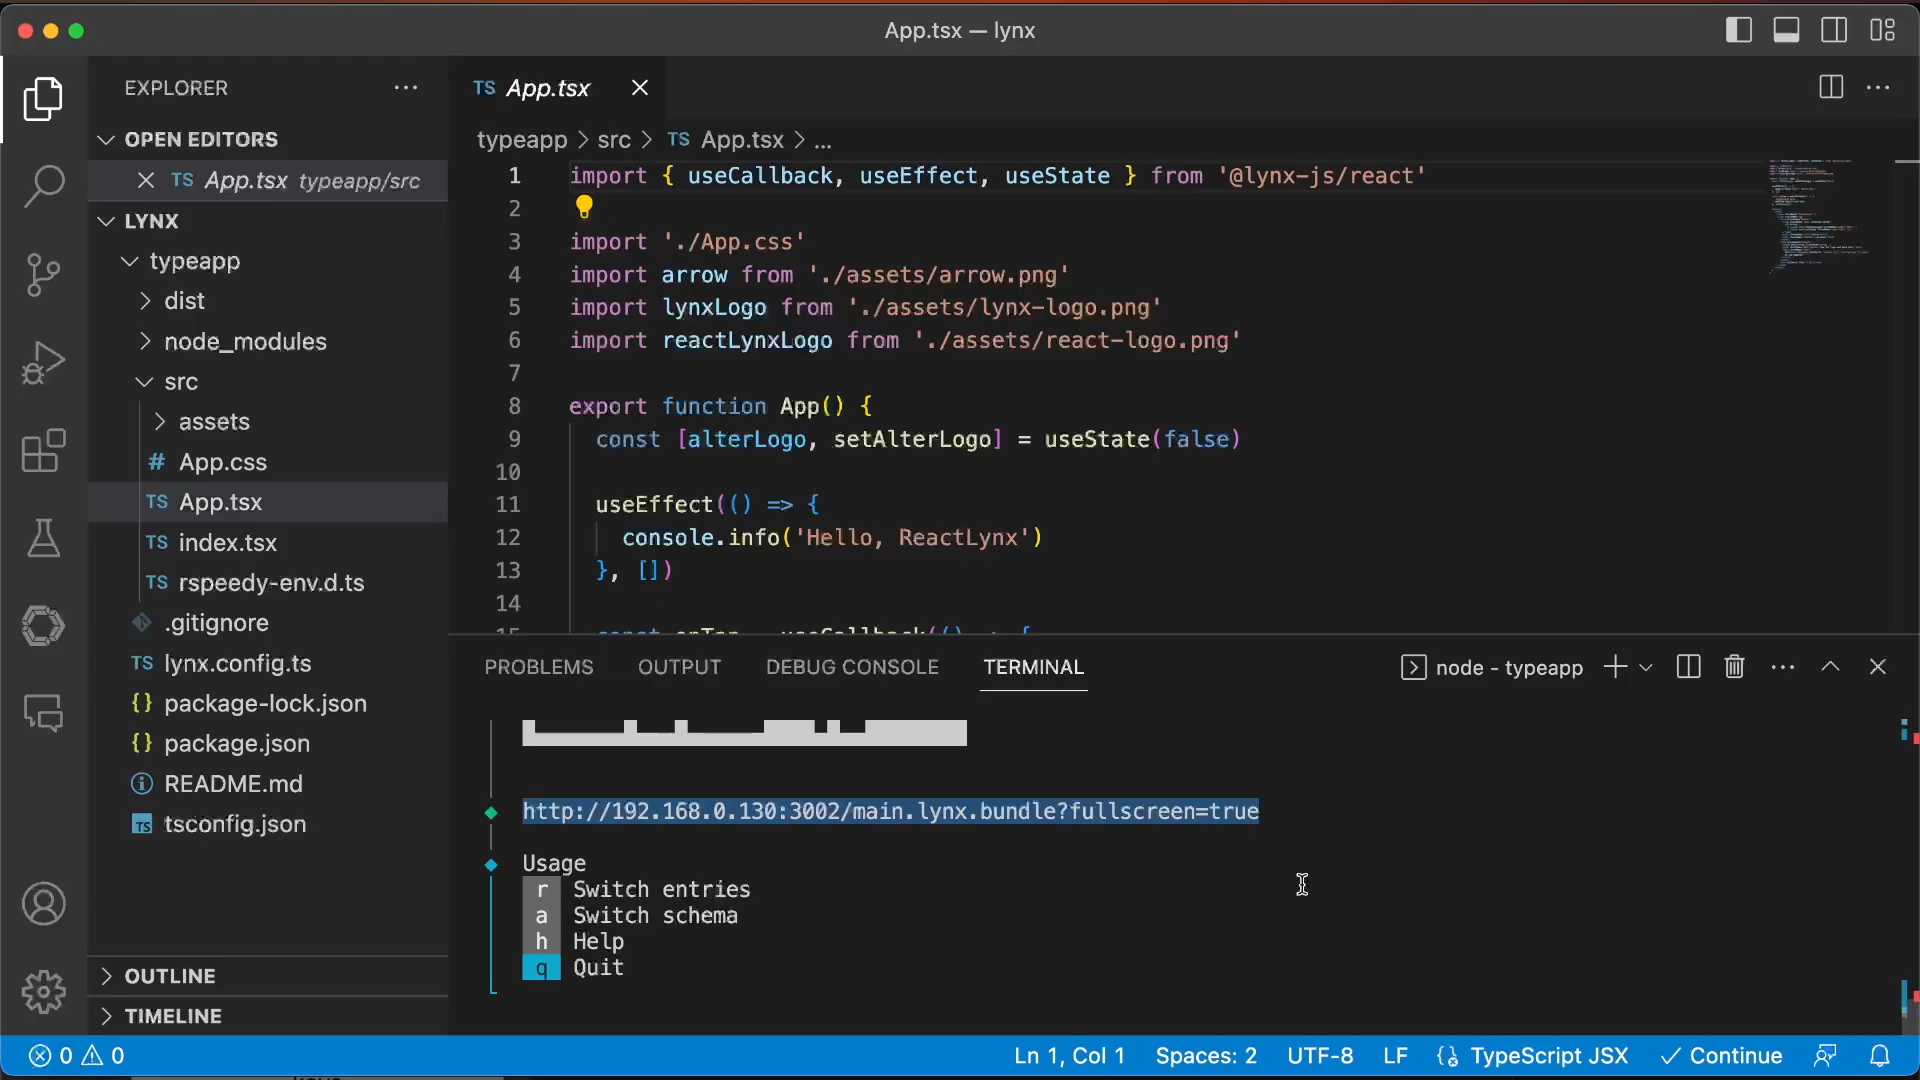 App.tsx — lynx
EXPLORER
OPEN EDITORS
TS App.tsx typeapp/src
LYNX
typeapp
dist
node_modules
src
assets
# App.css
TS App.tsx
TS index.tsx
TS rspeedy-env.d.ts
.gitignore
TS lynx.config.ts
{} package-lock.json
{} package.json
README.md
TS tsconfig.json
OUTLINE
TIMELINE
TS App.tsx
typeapp > src > TS App.tsx > ...
1 import { useCallback, useEffect, useState } from '@lynx-js/react'
2
3 import './App.css'
4 import arrow from './assets/arrow.png'
5 import lynxLogo from './assets/lynx-logo.png'
6 import reactLynxLogo from './assets/react-logo.png'
7
8 export function App() {
9 const [alterLogo, setAlterLogo] = useState(false)
10
11 useEffect(() => {
12 console.info('Hello, ReactLynx')
13 }, [])
14
15 const onTap = useCallback(() => {
PROBLEMS OUTPUT DEBUG CONSOLE TERMINAL
node - typeapp
http://192.168.0.130:3002/main.lynx.bundle?fullscreen=true
Usage
r Switch entries
a Switch schema
h Help
q Quit
0 0 Ln 1, Col 1 Spaces: 2 UTF-8 LF {} TypeScript JSX Continue